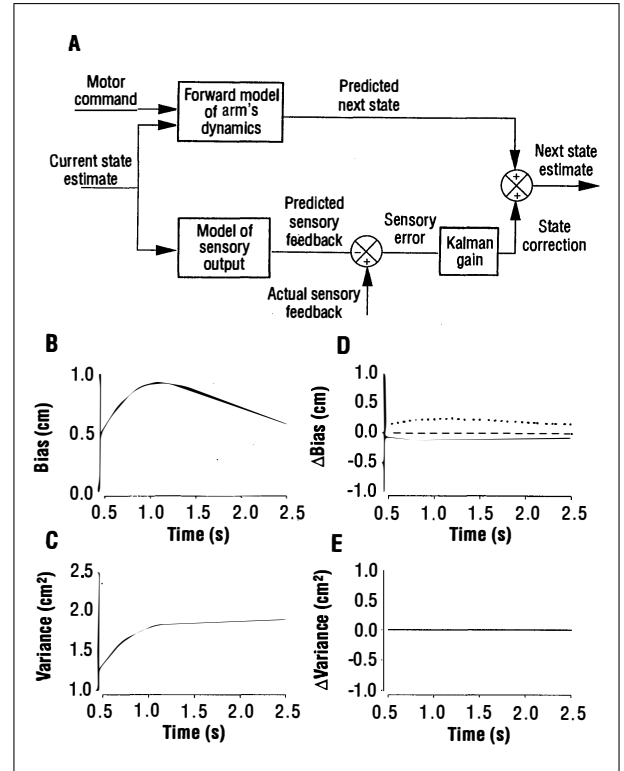 A
Motor
command
Forward model
of arm's
dynamics
Predicted
next state
Current state
estimate
Next state
estimate
+
+
Model of
sensory
output
Predicted
sensory
feedback
−
+
Sensory
error
Kalman
gain
State
correction
Actual sensory
feedback
B
Bias (cm)
1.0
0.5
0.0
0.5 1.0 1.5 2.0 2.5
Time (s)
D
ΔBias (cm)
1.0
0.5
0.0
-0.5
-1.0
0.5 1.0 1.5 2.0 2.5
Time (s)
C
Variance (cm²)
2.5
2.0
1.5
1.0
0.5 1.0 1.5 2.0 2.5
Time (s)
E
ΔVariance (cm²)
1.0
0.5
0.0
-0.5
-1.0
0.5 1.0 1.5 2.0 2.5
Time (s)